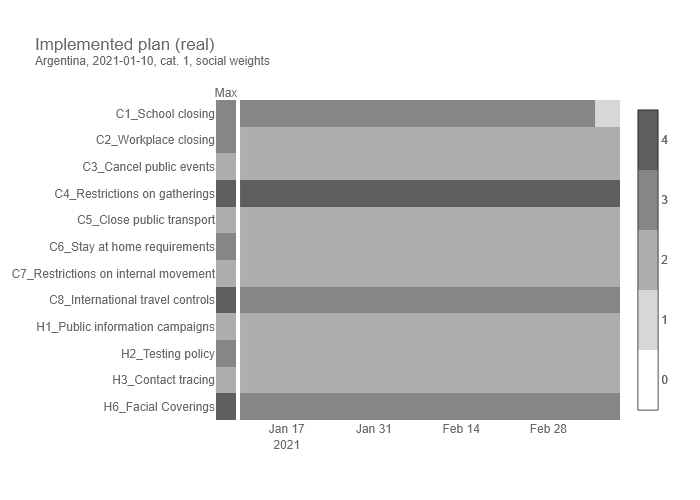 Implemented plan (real)
Argentina, 2021-01-10, cat. 1, social weights
Max
C1_School closing
C2_Workplace closing
C3_Cancel public events
C4_Restrictions on gatherings
C5_Close public transport
C6_Stay at home requirements
C7_Restrictions on internal movement
C8_International travel controls
H1_Public information campaigns
H2_Testing policy
H3_Contact tracing
H6_Facial Coverings
Jan 17 Jan 31 Feb 14 Feb 28
2021
4
3
2
1
0